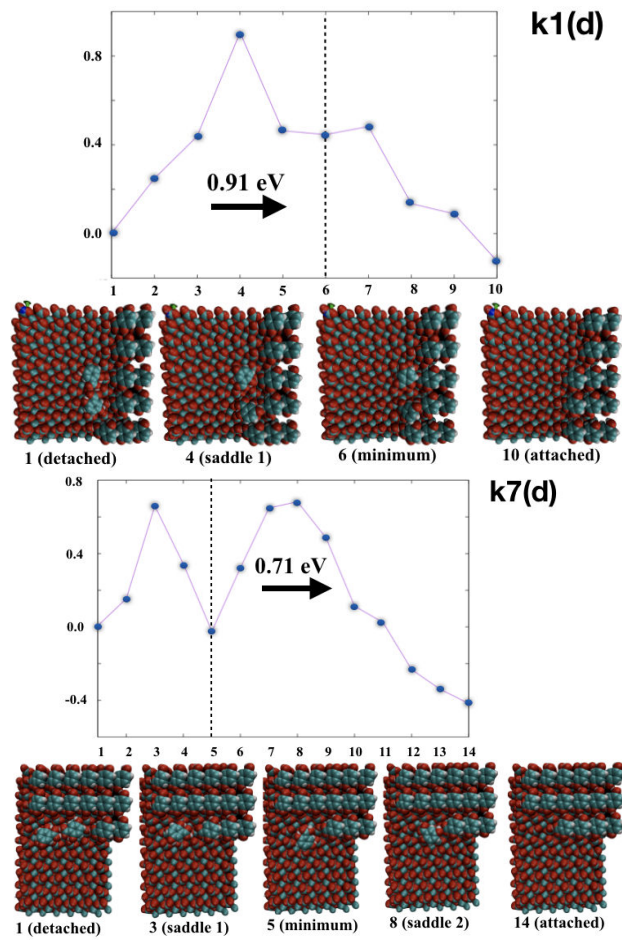 k1(d)
0.8
0.4
0.0
0.91 eV
1 2 3 4 5 6 7 8 9 10
1 (detached) 4 (saddle 1) 6 (minimum) 10 (attached)
k7(d)
0.8
0.4
0.0
-0.4
0.71 eV
1 2 3 4 5 6 7 8 9 10 11 12 13 14
1 (detached) 3 (saddle 1) 5 (minimum) 8 (saddle 2) 14 (attached)